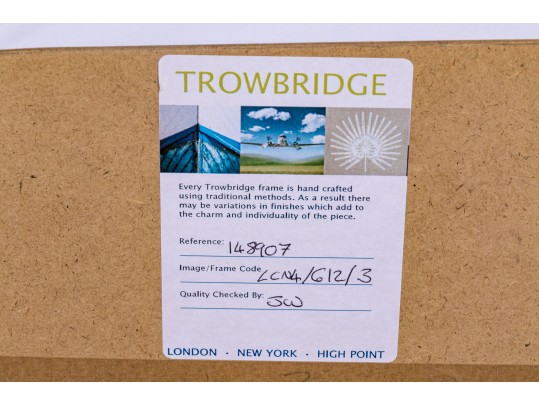 TROWBRIDGE
Every Trowbridge frame is hand crafted
using traditional methods. As a result there
may be variations in finishes which add to
the charm and individuality of the piece.
Reference: 148907
Image/Frame Code LCN4/G12/3
Quality Checked By: JW
LONDON · NEW YORK · HIGH POINT